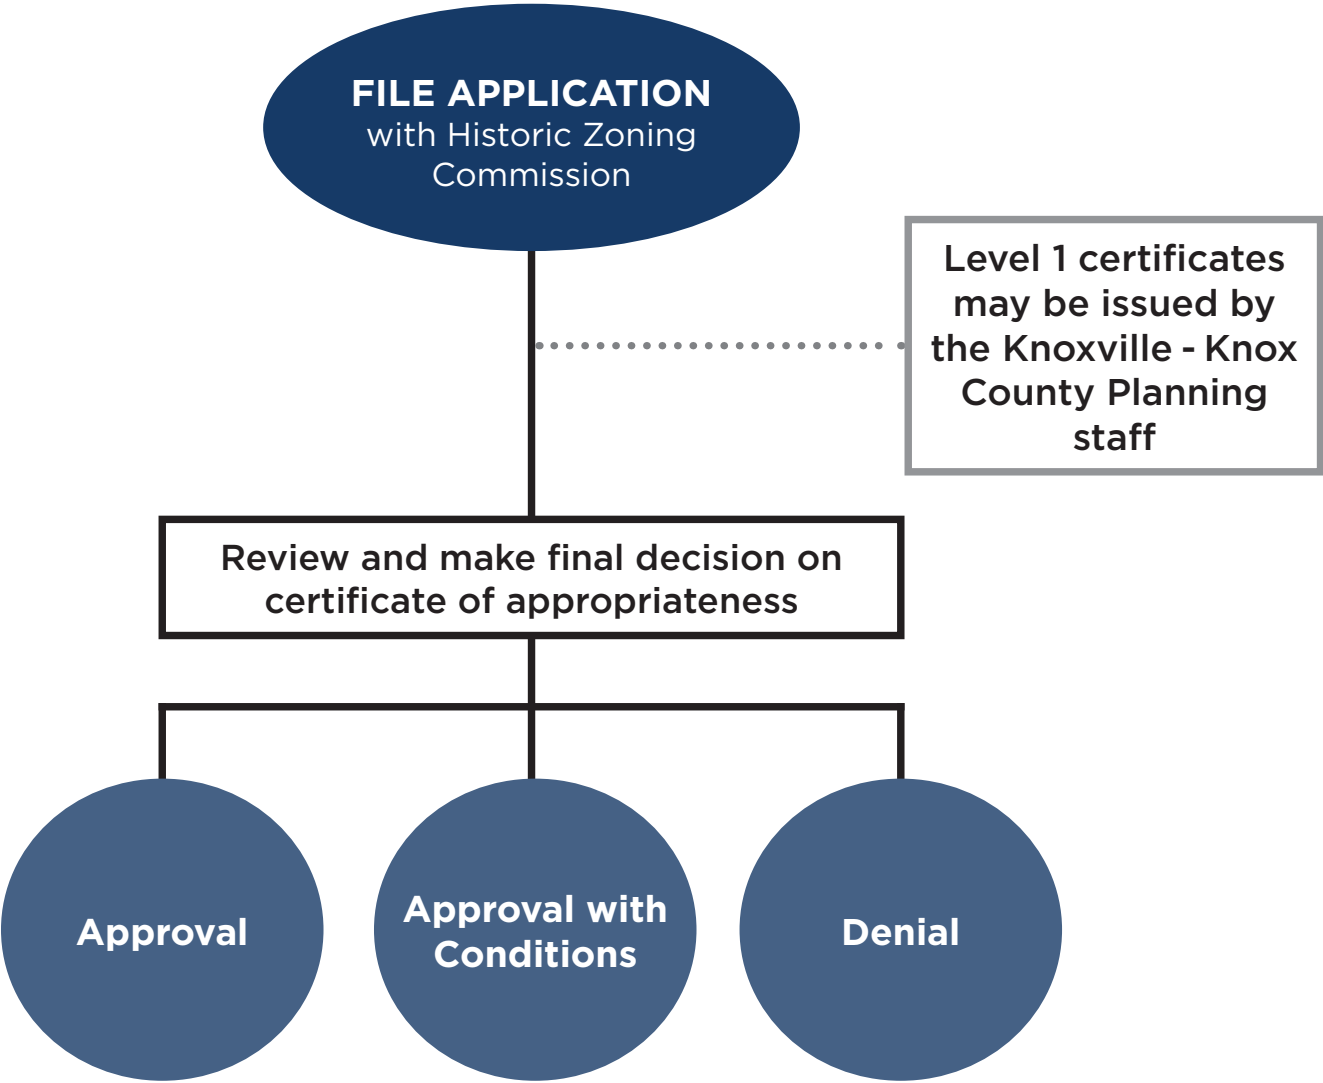 FILE APPLICATION
with Historic Zoning
Commission
Level 1 certificates
may be issued by
the Knoxville - Knox
County Planning
staff
Review and make final decision on
certificate of appropriateness
Approval
Approval with
Conditions
Denial